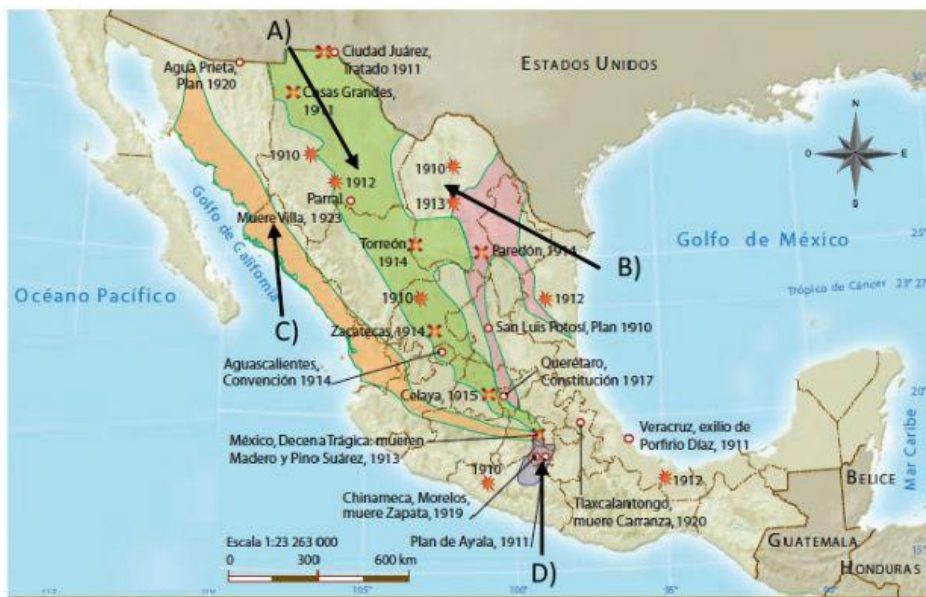 A)
Ciudad Juárez,
Tratado 1911
ESTADOS UNIDOS
Agua Prieta,
Plan 1920
Casas Grandes,
1911
N
O
E
S
1910
1910
1912
1913
Parral
Muere Villa, 1923
Golfo de California
Torreón
1914
Paredón, 1914
Golfo de México
B)
Océano Pacífico
Trópico de Cáncer 23° 27'
C)
1910
1912
Zacatecas, 1914
San Luis Potosí, Plan 1910
Aguascalientes,
Convención 1914
Querétaro,
Constitución 1917
Celaya, 1915
México, Decena Trágica: mueren
Madero y Pino Suárez, 1913
Veracruz, exilio de
Porfirio Díaz, 1911
Mar Caribe
1910
1912
BELICE
Chinameca, Morelos,
muere Zapata, 1919
Tlaxcalantongo,
muere Carranza, 1920
Plan de Ayala, 1911
GUATEMALA
HONDURAS
D)
Escala 1:23 263 000
0 300 600 km
105°
100°
95°
25°
20°
15°